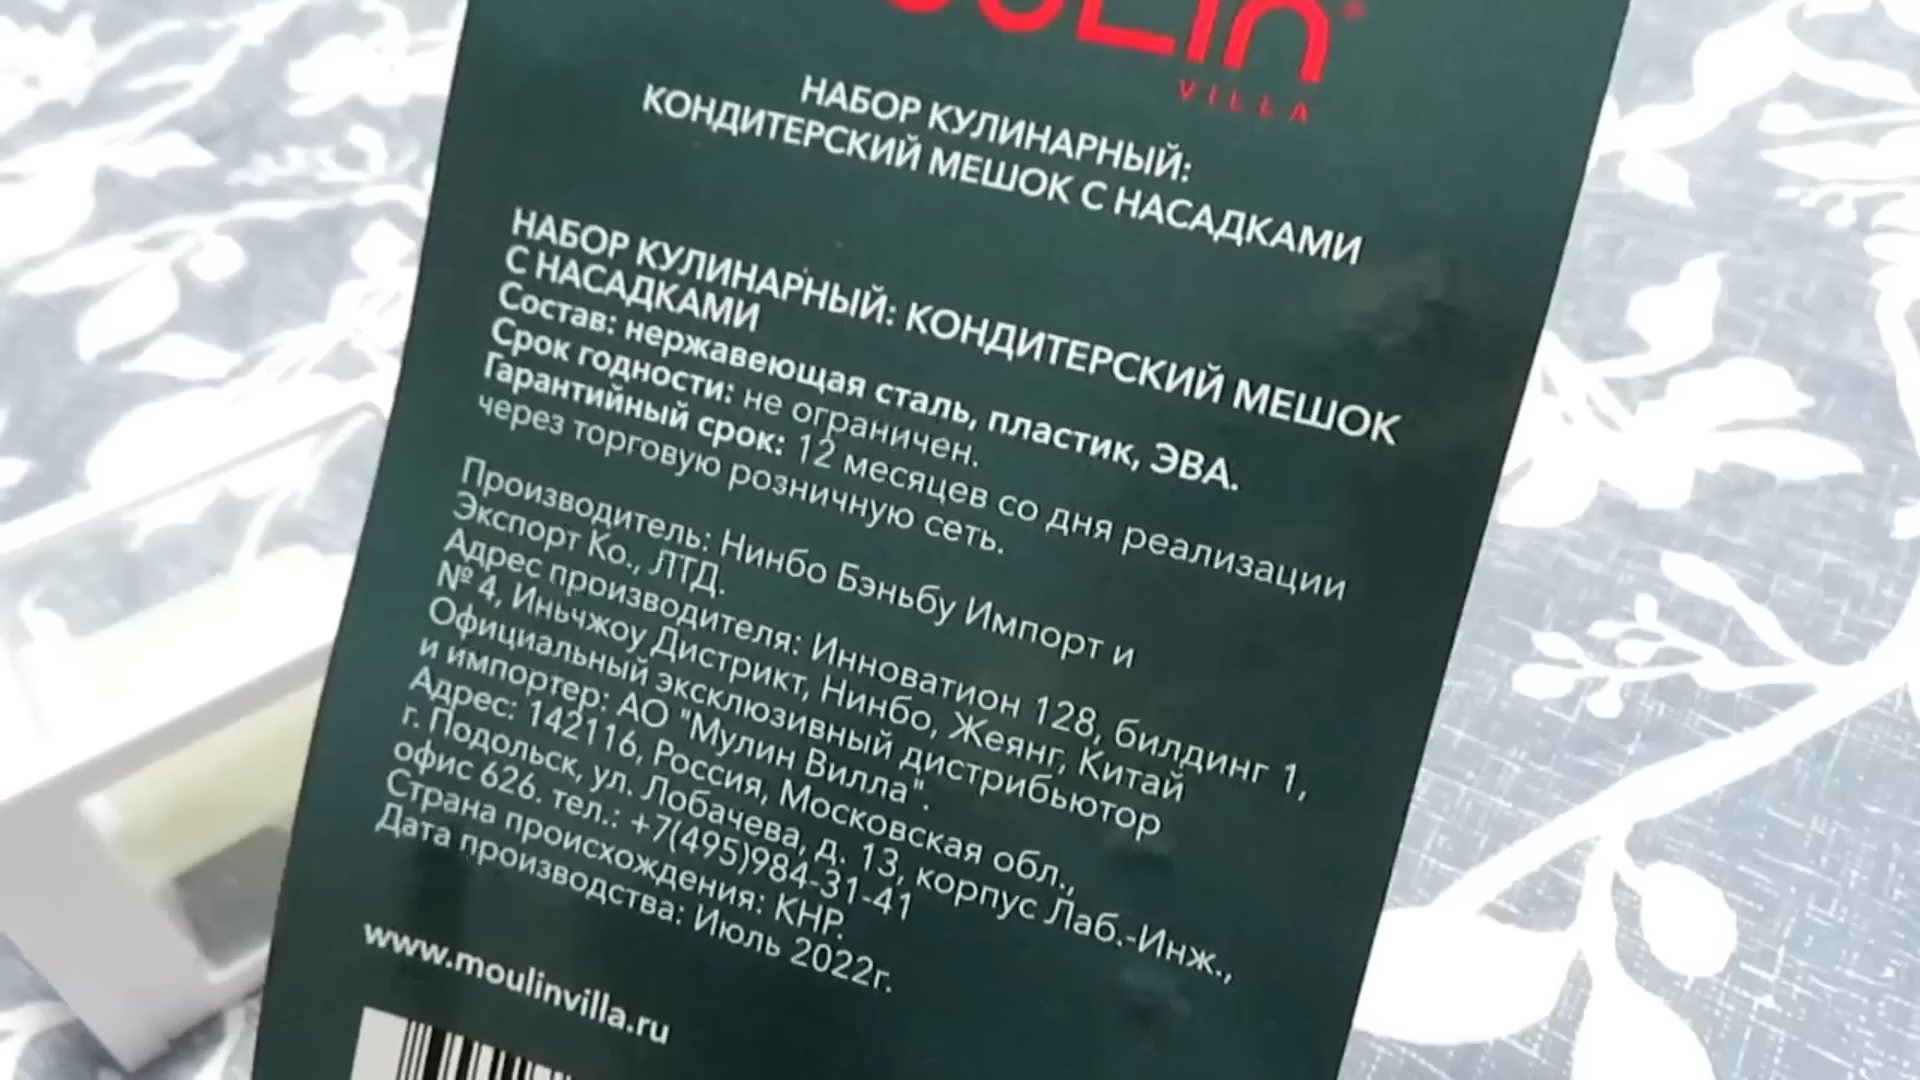 VILLA
НАБОР КУЛИНАРНЫЙ:
КОНДИТЕРСКИЙ МЕШОК С НАСАДКАМИ
НАБОР КУЛИНАРНЫЙ: КОНДИТЕРСКИЙ МЕШОК
С НАСАДКАМИ
Состав: нержавеющая сталь, пластик, ЭВА.
Срок годности: не ограничен.
Гарантийный срок: 12 месяцев со дня реализации
через торговую розничную сеть.
Производитель: Нинбо Бэньбу Импорт и
Экспорт Ко., ЛТД.
Адрес производителя: Инноватион 128, билдинг 1,
№ 4, Иньчжоу Дистрикт, Нинбо, Жеянг, Китай
Официальный эксклюзивный дистрибьютор
и импортер: АО "Мулин Вилла".
Адрес: 142116, Россия, Московская обл.,
г. Подольск, ул. Лобачева, д. 13, корпус Лаб.-Инж.,
офис 626. тел.: +7(495)984-31-41
Страна происхождения: КНР.
Дата производства: Июль 2022г.
www.moulinvilla.ru